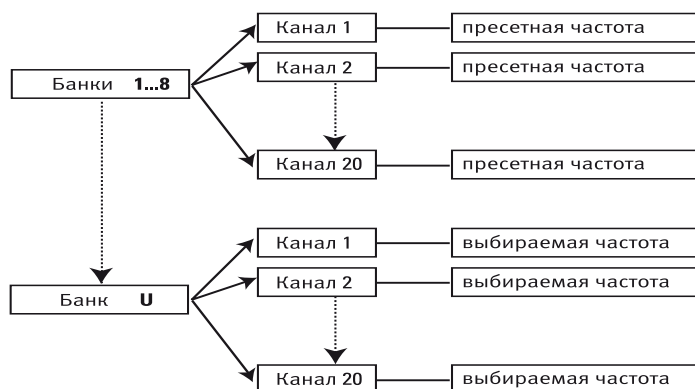 Канал 1 пресетная частота
Канал 2 пресетная частота
Банки 1...8
Канал 20 пресетная частота
Канал 1 выбираемая частота
Канал 2 выбираемая частота
Банк U
Канал 20 выбираемая частота